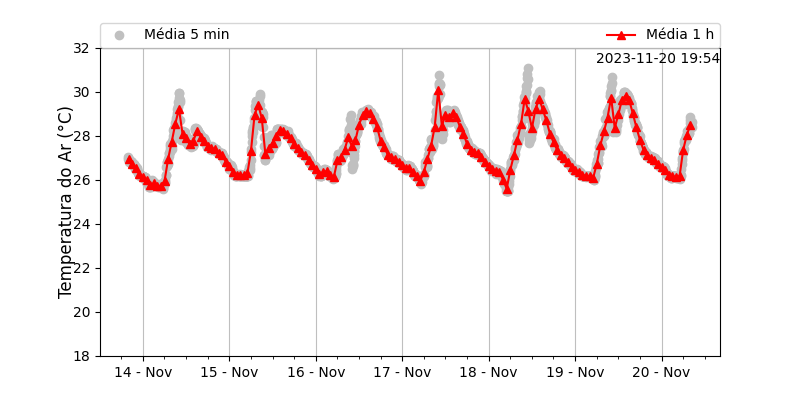 Média 5 min
Média 1 h
2023-11-20 19:54
Temperatura do Ar (°C)
32
30
28
26
24
22
20
18
14 - Nov
15 - Nov
16 - Nov
17 - Nov
18 - Nov
19 - Nov
20 - Nov